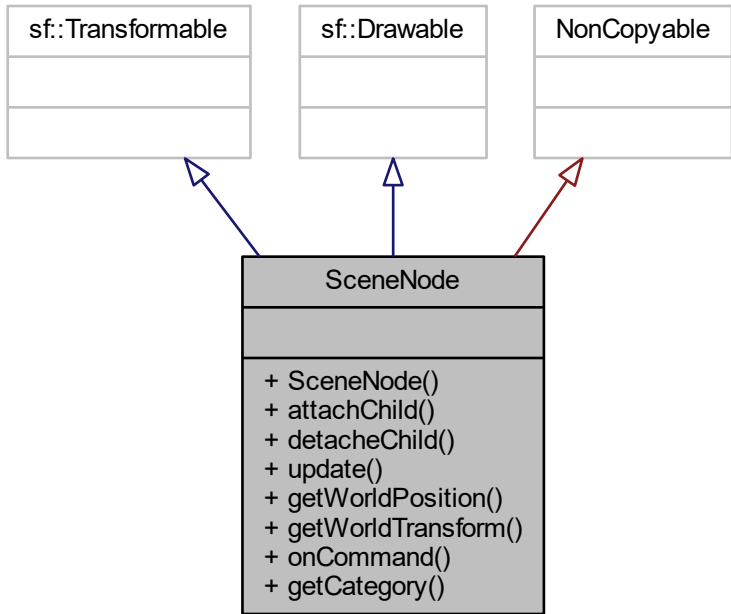 sf::Transformable
sf::Drawable
NonCopyable
SceneNode
+ SceneNode()
+ attachChild()
+ detacheChild()
+ update()
+ getWorldPosition()
+ getWorldTransform()
+ onCommand()
+ getCategory()